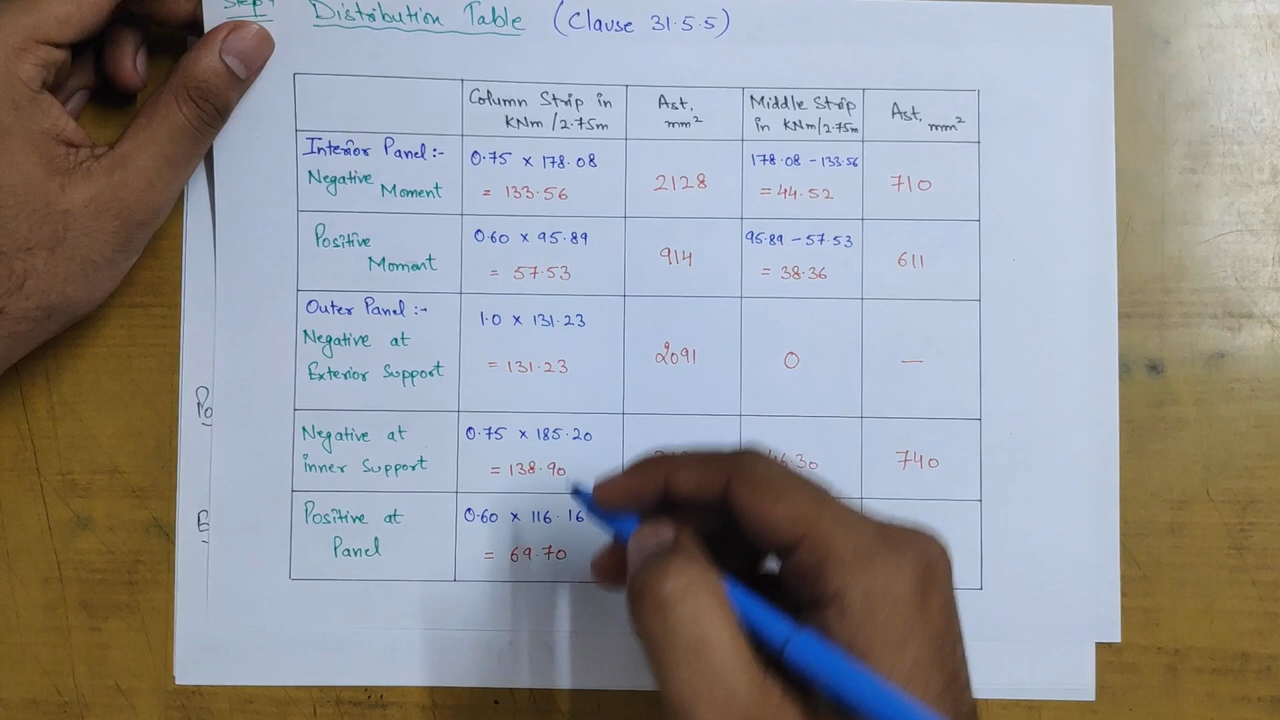 Distribution Table (Clause 31.5.5)
Column Strip in KNm/2.75m
Ast. mm²
Middle Strip in KNm/2.75m
Ast. mm²
Interior Panel :-
Negative Moment
0.75 × 178.08
= 133.56
2128
178.08 - 133.56
= 44.52
710
Positive Moment
0.60 × 95.89
= 57.53
914
95.89 - 57.53
= 38.36
611
Outer Panel :-
Negative at
Exterior Support
1.0 × 131.23
= 131.23
2091
0
—
Negative at
inner Support
0.75 × 185.20
= 138.90
740
Positive at
Panel
0.60 × 116.16
= 69.70